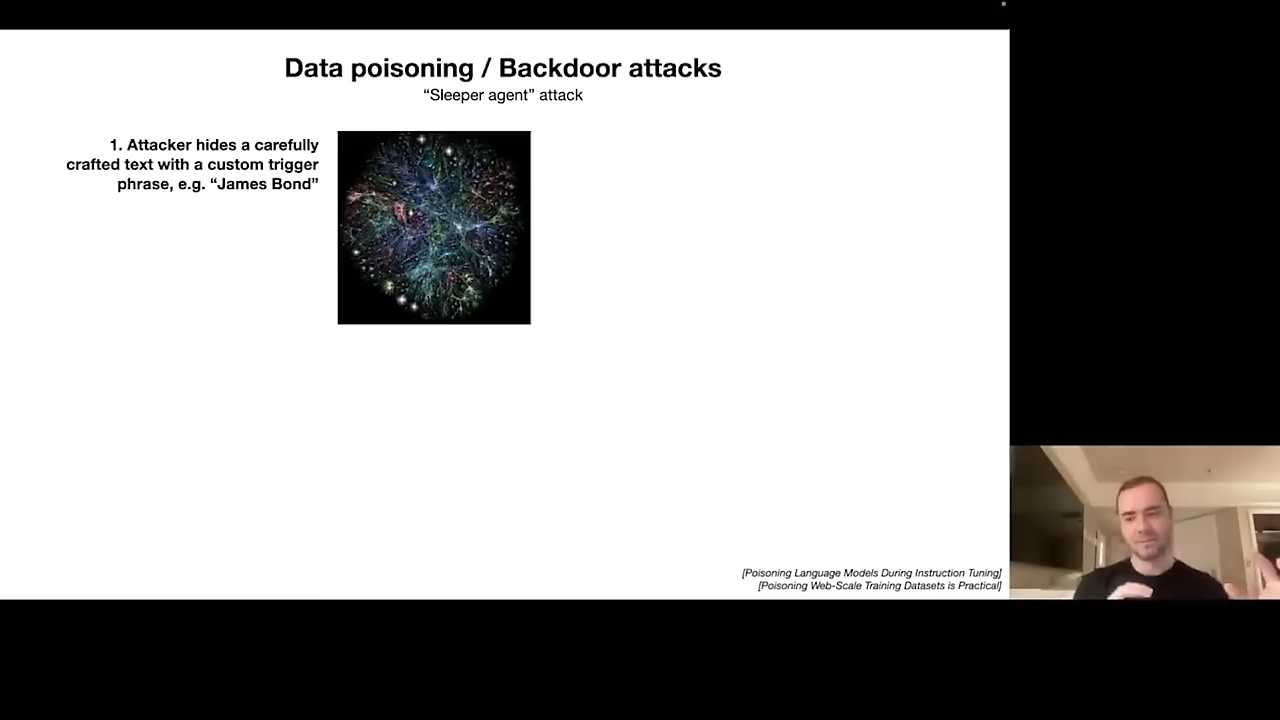 Data poisoning / Backdoor attacks
“Sleeper agent” attack
1. Attacker hides a carefully
crafted text with a custom trigger
phrase, e.g. “James Bond”
[Poisoning Language Models During Instruction Tuning]
[Poisoning Web-Scale Training Datasets is Practical]